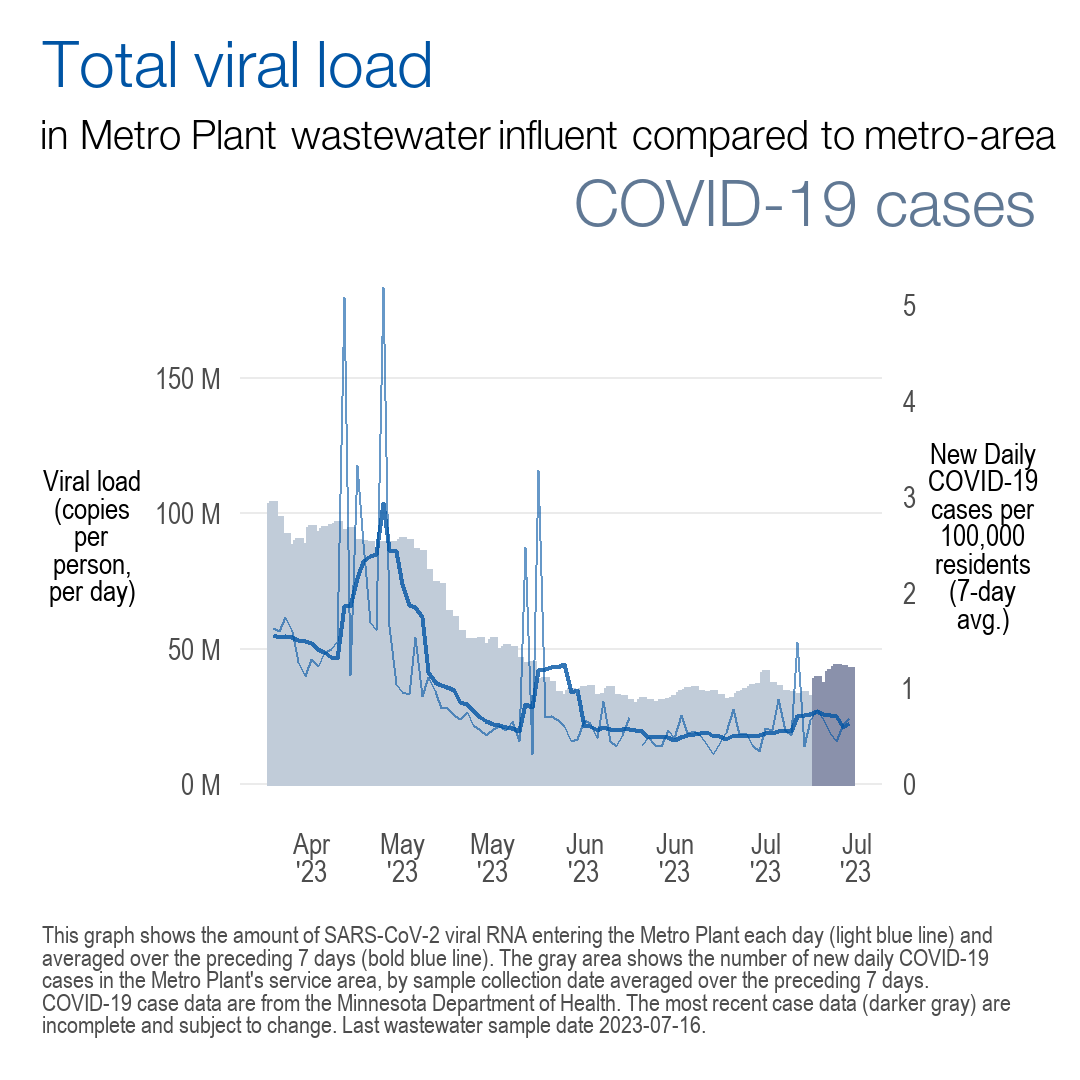 Total viral load
in Metro Plant wastewater influent compared to metro-area
COVID-19 cases
150 M
100 M
50 M
0 M
Viral load
(copies
per
person,
per day)
5
4
3
2
1
0
New Daily
COVID-19
cases per
100,000
residents
(7-day
avg.)
Apr
'23
May
'23
May
'23
Jun
'23
Jun
'23
Jul
'23
Jul
'23
This graph shows the amount of SARS-CoV-2 viral RNA entering the Metro Plant each day (light blue line) and
averaged over the preceding 7 days (bold blue line). The gray area shows the number of new daily COVID-19
cases in the Metro Plant's service area, by sample collection date averaged over the preceding 7 days.
COVID-19 case data are from the Minnesota Department of Health. The most recent case data (darker gray) are
incomplete and subject to change. Last wastewater sample date 2023-07-16.